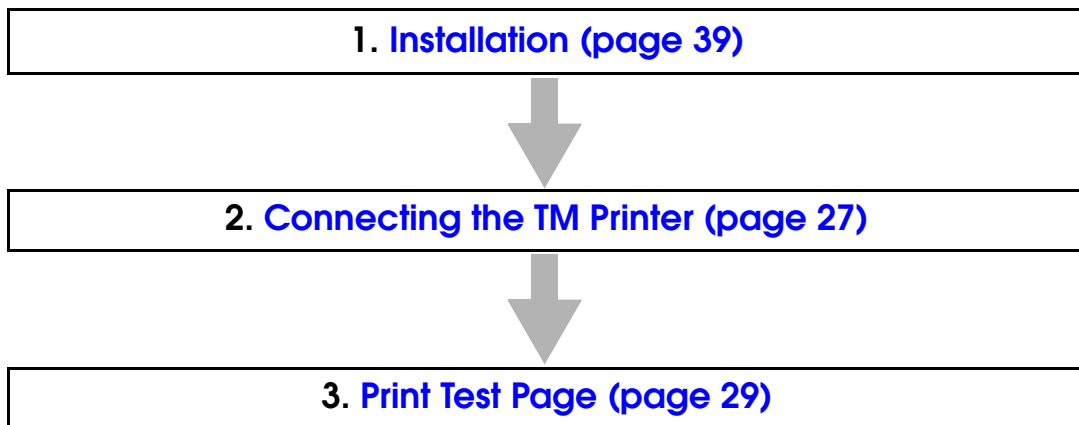 1. Installation (page 39)
2. Connecting the TM Printer (page 27)
3. Print Test Page (page 29)